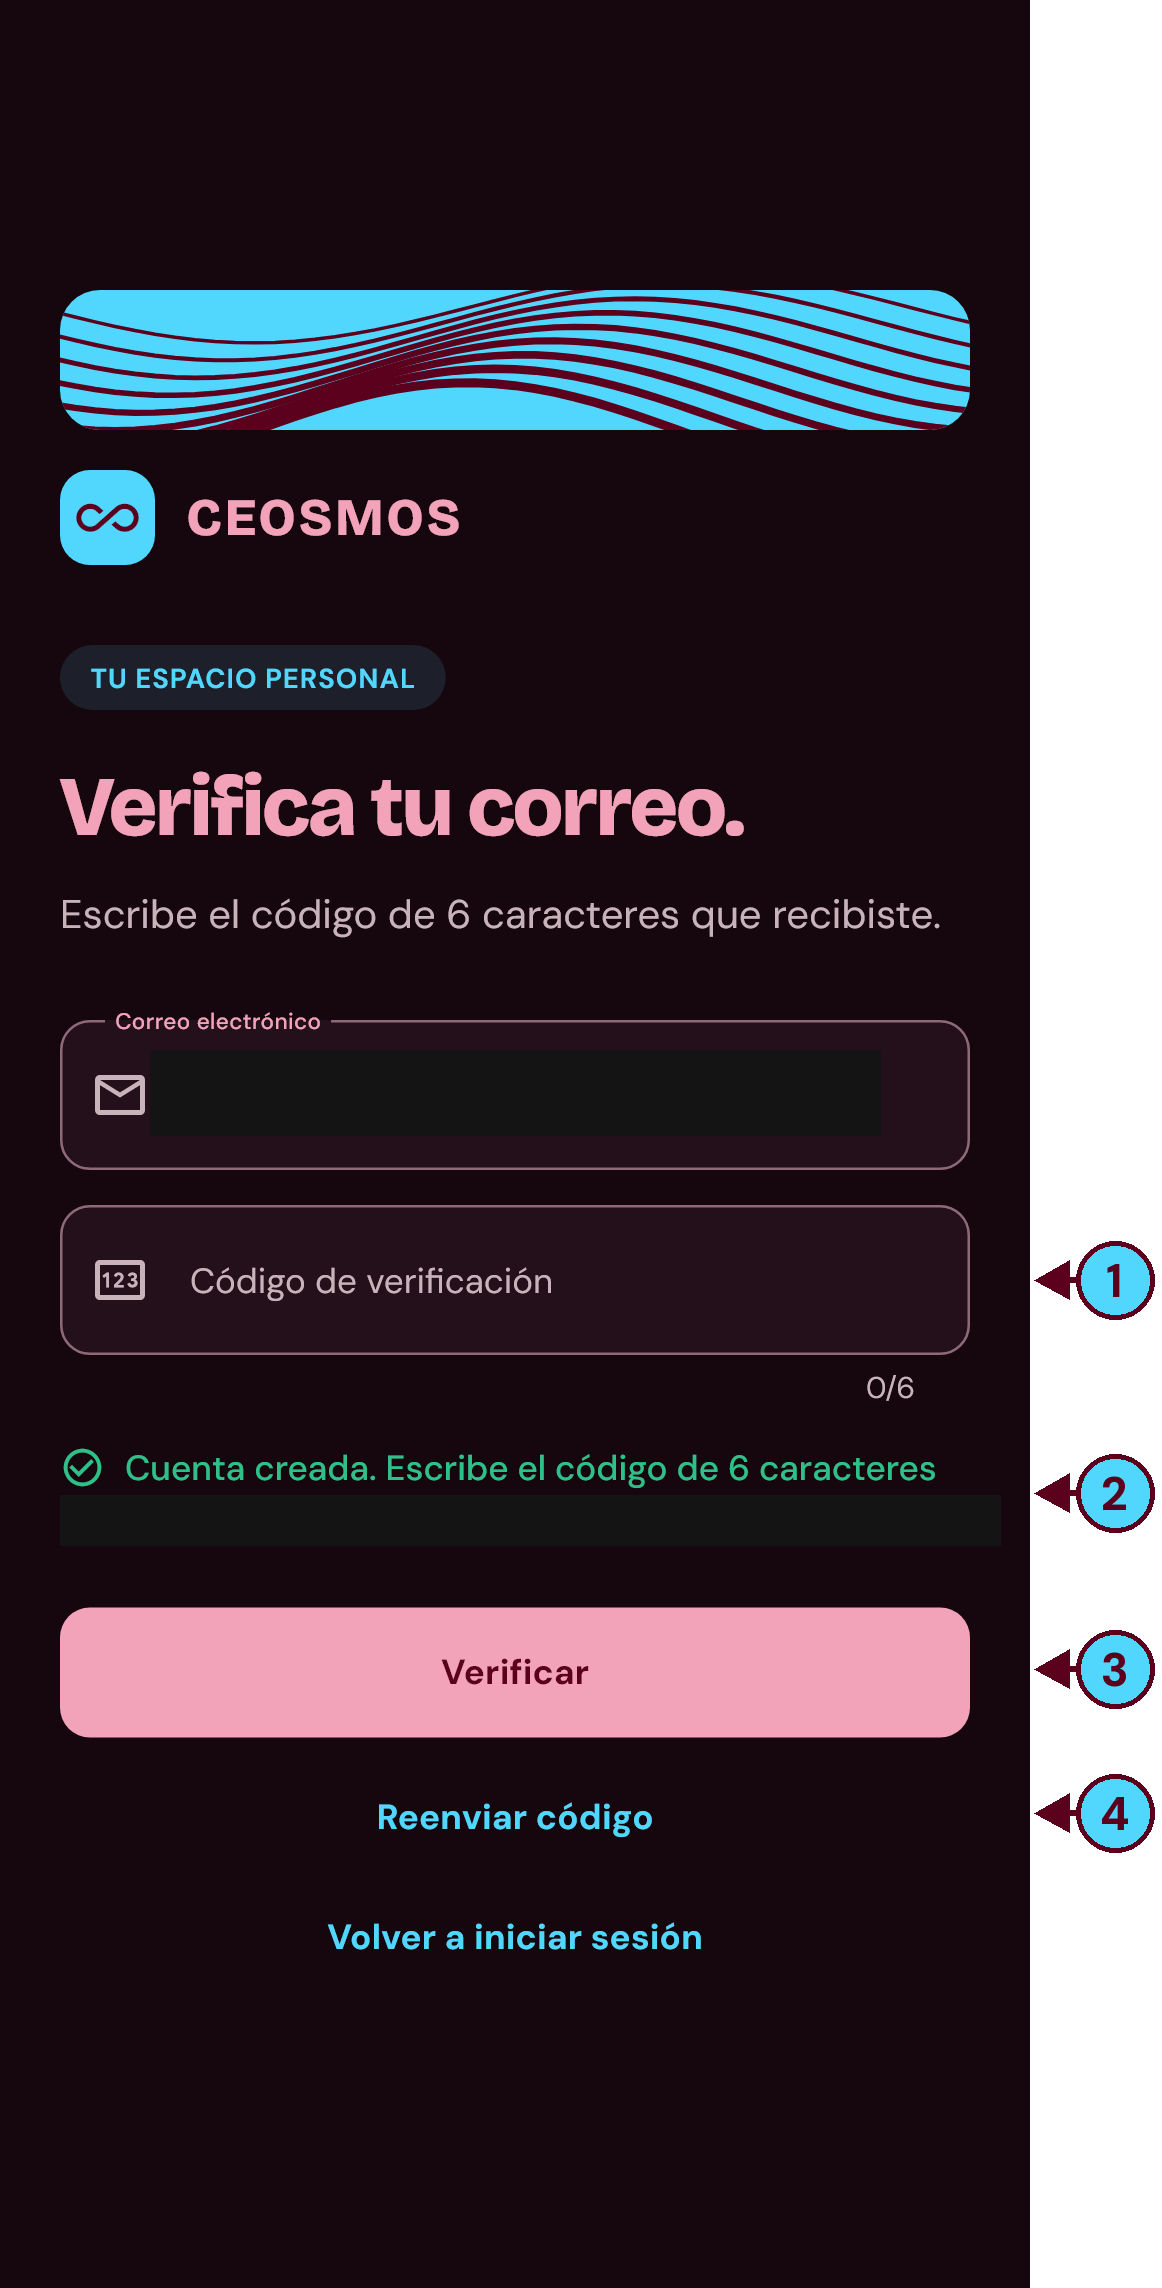 CEOSMOS
TU ESPACIO PERSONAL
Verifica tu correo.
Escribe el código de 6 caracteres que recibiste.
Correo electrónico
123 Código de verificación
1
0/6
Cuenta creada. Escribe el código de 6 caracteres
2
Verificar
3
Reenviar código
4
Volver a iniciar sesión